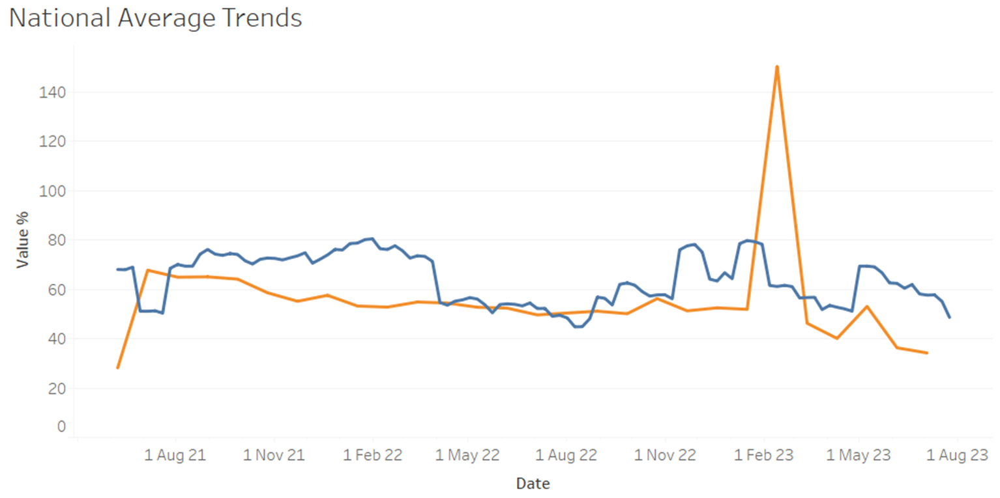 National Average Trends
140
120
100
80
60
40
20
0
Value %
1 Aug 21
1 Nov 21
1 Feb 22
1 May 22
1 Aug 22
1 Nov 22
1 Feb 23
1 May 23
1 Aug 23
Date